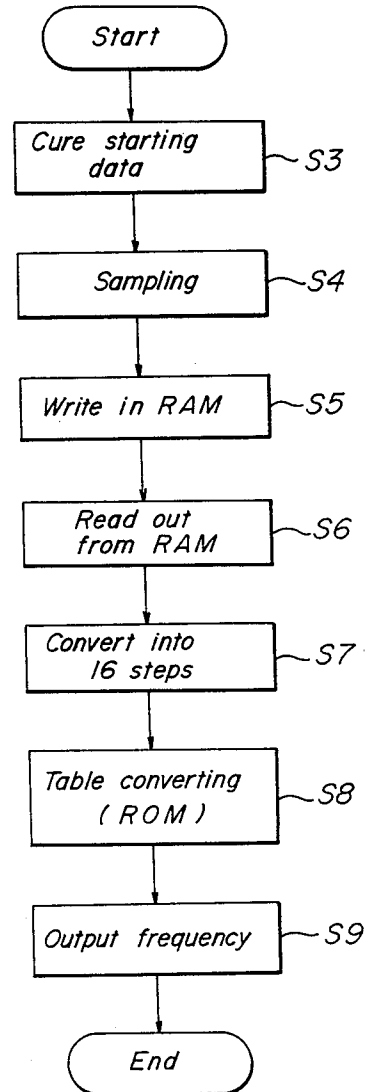 Start
Cure starting
data
S3
Sampling
S4
Write in RAM
S5
Read out
from RAM
S6
Convert into
16 steps
S7
Table converting
(ROM)
S8
Output frequency
S9
End